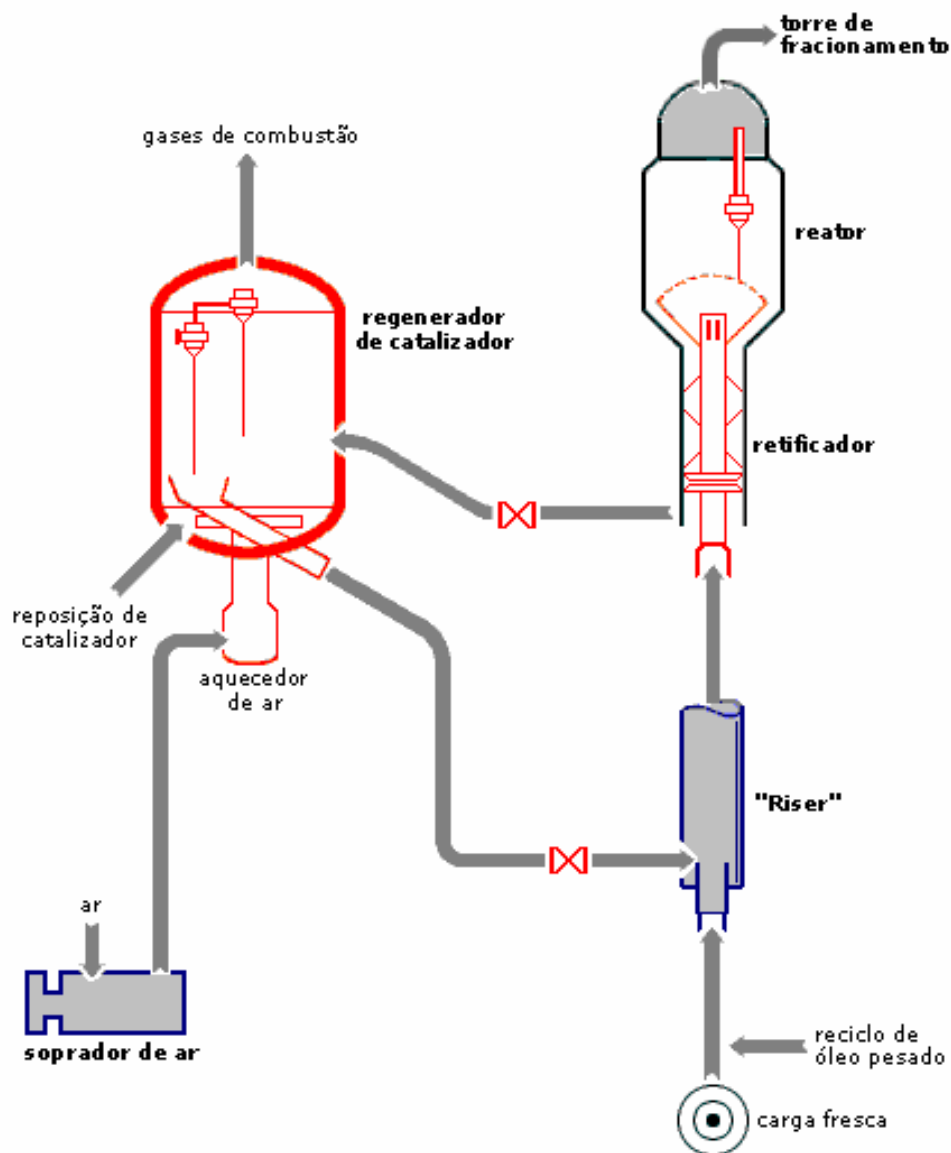 torre de
fracionamento
gases de combustão
reator
regenerador
de catalizador
retificador
reposição de
catalizador
aquecedor
de ar
"Riser"
ar
soprador de ar
reciclo de
óleo pesado
carga fresca